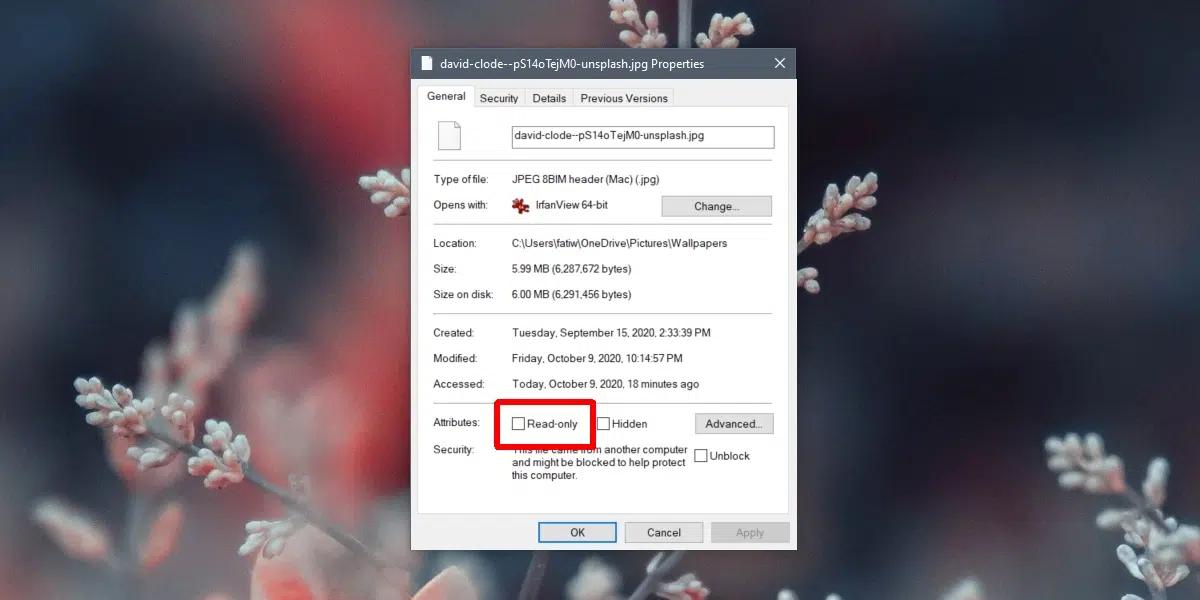 david-clode--pS14oTejM0-unsplash.jpg Properties
General Security Details Previous Versions
david-clode--pS14oTejM0-unsplash.jpg
Type of file: JPEG 8BIM header (Mac) (.jpg)
Opens with: IrfanView 64-bit Change...
Location: C:\Users\fatiw\OneDrive\Pictures\Wallpapers
Size: 5.99 MB (6,287,672 bytes)
Size on disk: 6.00 MB (6,291,456 bytes)
Created: Tuesday, September 15, 2020, 2:33:39 PM
Modified: Friday, October 9, 2020, 10:14:57 PM
Accessed: Today, October 9, 2020, 18 minutes ago
Attributes: Read-only Hidden Advanced...
Security: This file came from another computer
and might be blocked to help protect
this computer.
Unblock
OK Cancel Apply